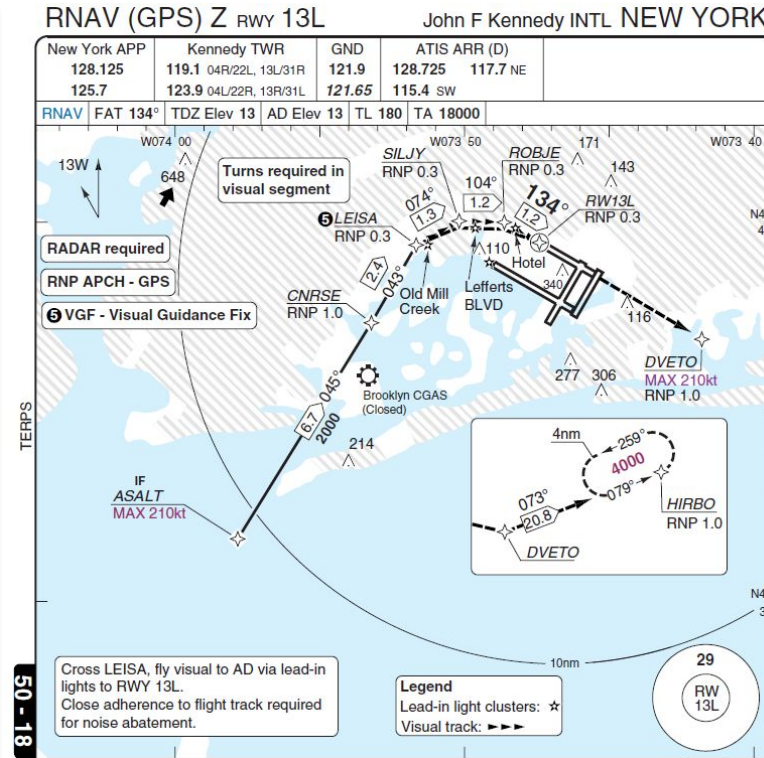 RNAV (GPS) Z RWY 13L
John F Kennedy INTL NEW YORK
New York APP
128.125
125.7
Kennedy TWR
119.1 04R/22L, 13L/31R
123.9 04L/22R, 13R/31L
GND
121.9
121.65
ATIS ARR (D)
128.725 117.7 NE
115.4 SW
RNAV FAT 134° TDZ Elev 13 AD Elev 13 TL 180 TA 18000
W074 00
W073 50
W073 40
13W
648
171
143
Turns required in
visual segment
RADAR required
RNP APCH - GPS
5 VGF - Visual Guidance Fix
SILJY
RNP 0.3
ROBJE
RNP 0.3
104°
1.2
074°
1.3
134°
1.2
RW13L
RNP 0.3
5 LEISA
RNP 0.3
N4
4
110
Hotel
340
Old Mill
Creek
Lefferts
BLVD
2.4
043°
CNRSE
RNP 1.0
116
DVETO
MAX 210kt
RNP 1.0
277
306
Brooklyn CGAS
(Closed)
045°
6.7
2000
214
TERPS
IF
ASALT
MAX 210kt
4nm
259°
4000
079°
073°
20.8
HIRBO
RNP 1.0
DVETO
N4
3
10nm
Cross LEISA, fly visual to AD via lead-in
lights to RWY 13L.
Close adherence to flight track required
for noise abatement.
Legend
Lead-in light clusters:
Visual track:
29
RW
13L
50 - 18